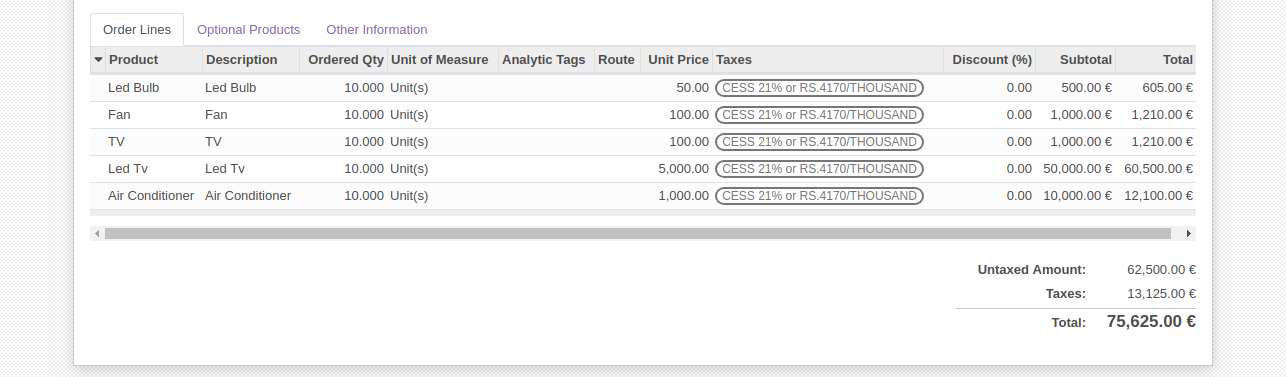 Order Lines Optional Products Other Information
Product Description Ordered Qty Unit of Measure Analytic Tags Route Unit Price Taxes Discount (%) Subtotal Total
Led Bulb Led Bulb 10.000 Unit(s) 50.00 CESS 21% or RS.4170/THOUSAND 0.00 500.00 € 605.00 €
Fan Fan 10.000 Unit(s) 100.00 CESS 21% or RS.4170/THOUSAND 0.00 1,000.00 € 1,210.00 €
TV TV 10.000 Unit(s) 100.00 CESS 21% or RS.4170/THOUSAND 0.00 1,000.00 € 1,210.00 €
Led Tv Led Tv 10.000 Unit(s) 5,000.00 CESS 21% or RS.4170/THOUSAND 0.00 50,000.00 € 60,500.00 €
Air Conditioner Air Conditioner 10.000 Unit(s) 1,000.00 CESS 21% or RS.4170/THOUSAND 0.00 10,000.00 € 12,100.00 €
Untaxed Amount: 62,500.00 €
Taxes: 13,125.00 €
Total: 75,625.00 €